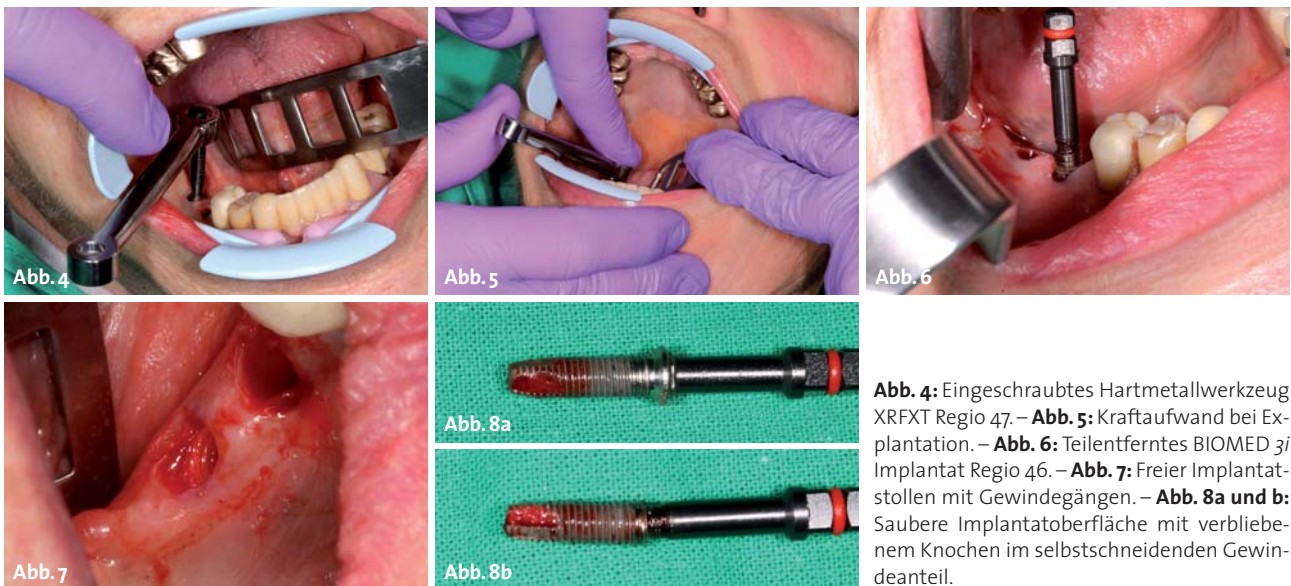 Abb. 4
Abb. 5
Abb. 6
Abb. 7
Abb. 8a
Abb. 8b
Abb. 4: Eingeschraubtes Hartmetallwerkzeug
XRFXT Regio 47. – Abb. 5: Kraftaufwand bei Ex-
plantation. – Abb. 6: Teilentferntes BIOMED 3i
Implantat Regio 46. – Abb. 7: Freier Implantat-
stollen mit Gewindegängen. – Abb. 8a und b:
Saubere Implantatoberfläche mit verbliebe-
nem Knochen im selbstschneidenden Gewin-
deanteil.